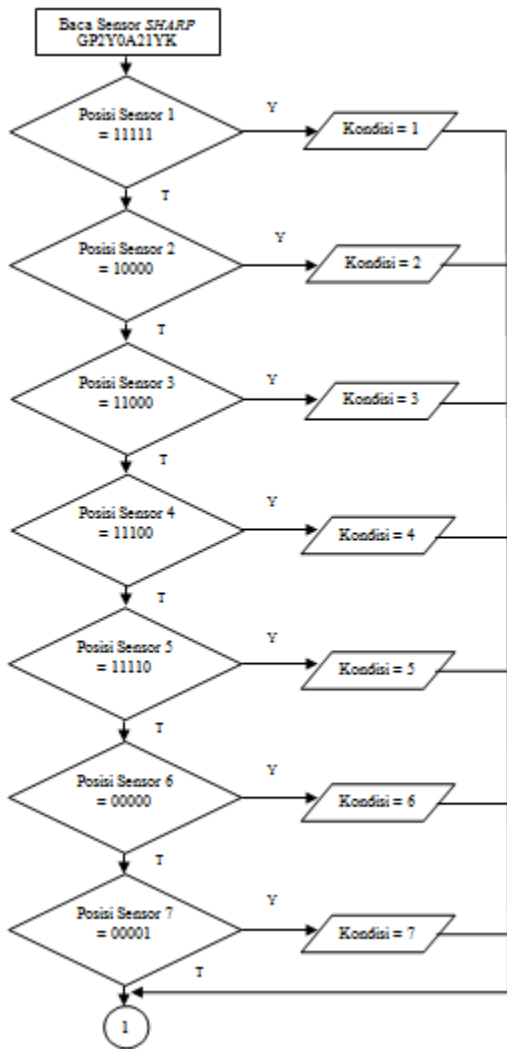 Baca Sensor SHARP
GP2Y0A21YK
Posisi Sensor 1
= 11111
Y
Kondisi = 1
T
Posisi Sensor 2
= 10000
Y
Kondisi = 2
T
Posisi Sensor 3
= 11000
Y
Kondisi = 3
T
Posisi Sensor 4
= 11100
Y
Kondisi = 4
T
Posisi Sensor 5
= 11110
Y
Kondisi = 5
T
Posisi Sensor 6
= 00000
Y
Kondisi = 6
T
Posisi Sensor 7
= 00001
Y
Kondisi = 7
T
1